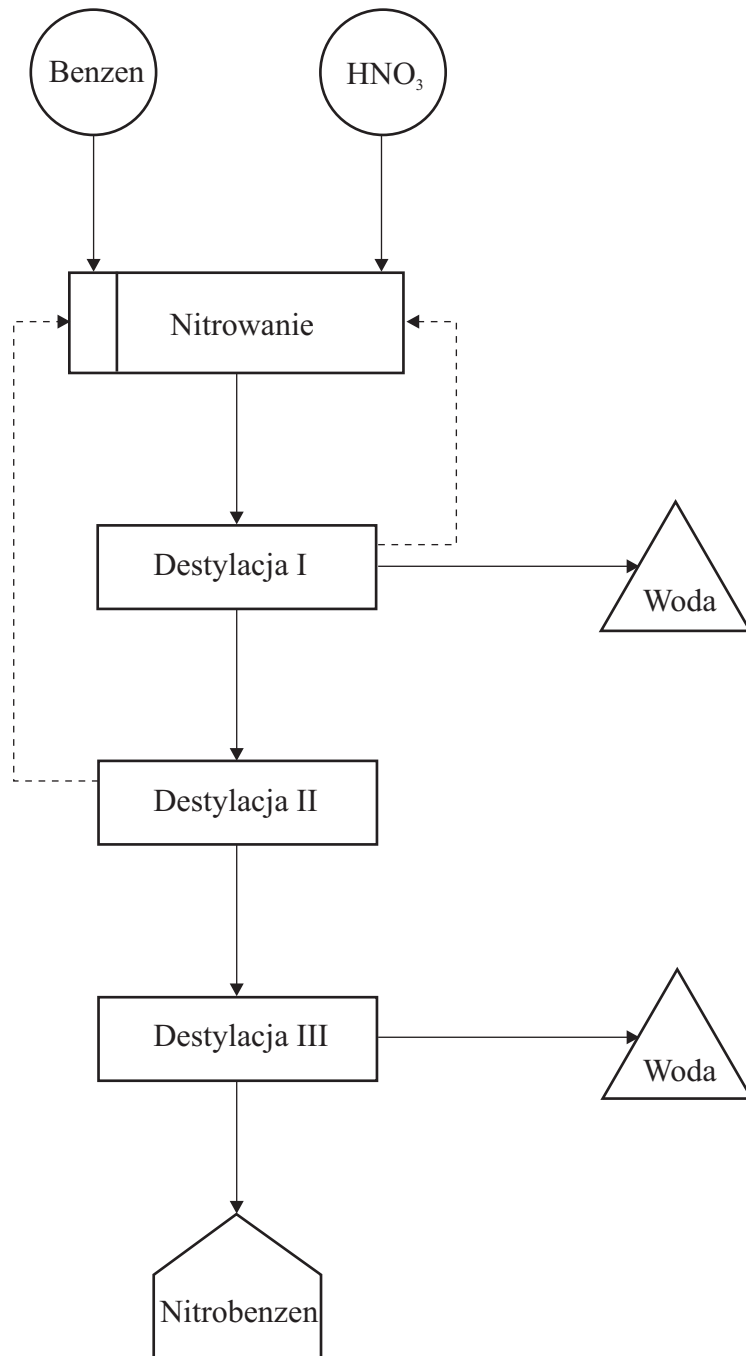 Benzen
HNO₃
Nitrowanie
Destylacja I
Woda
Destylacja II
Destylacja III
Woda
Nitrobenzen